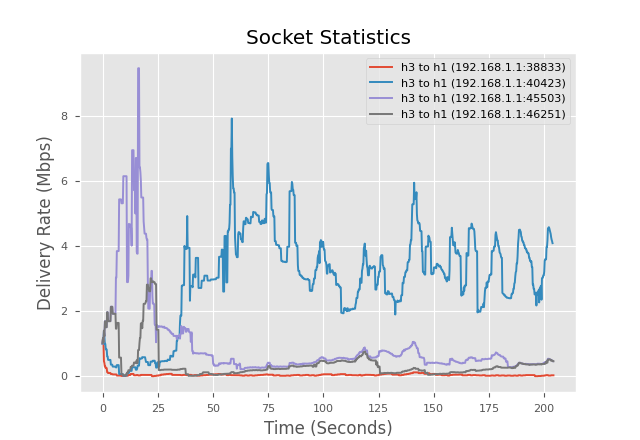 Socket Statistics
h3 to h1 (192.168.1.1:38833)
h3 to h1 (192.168.1.1:40423)
h3 to h1 (192.168.1.1:45503)
h3 to h1 (192.168.1.1:46251)
Delivery Rate (Mbps)
8
6
4
2
0
0 25 50 75 100 125 150 175 200
Time (Seconds)